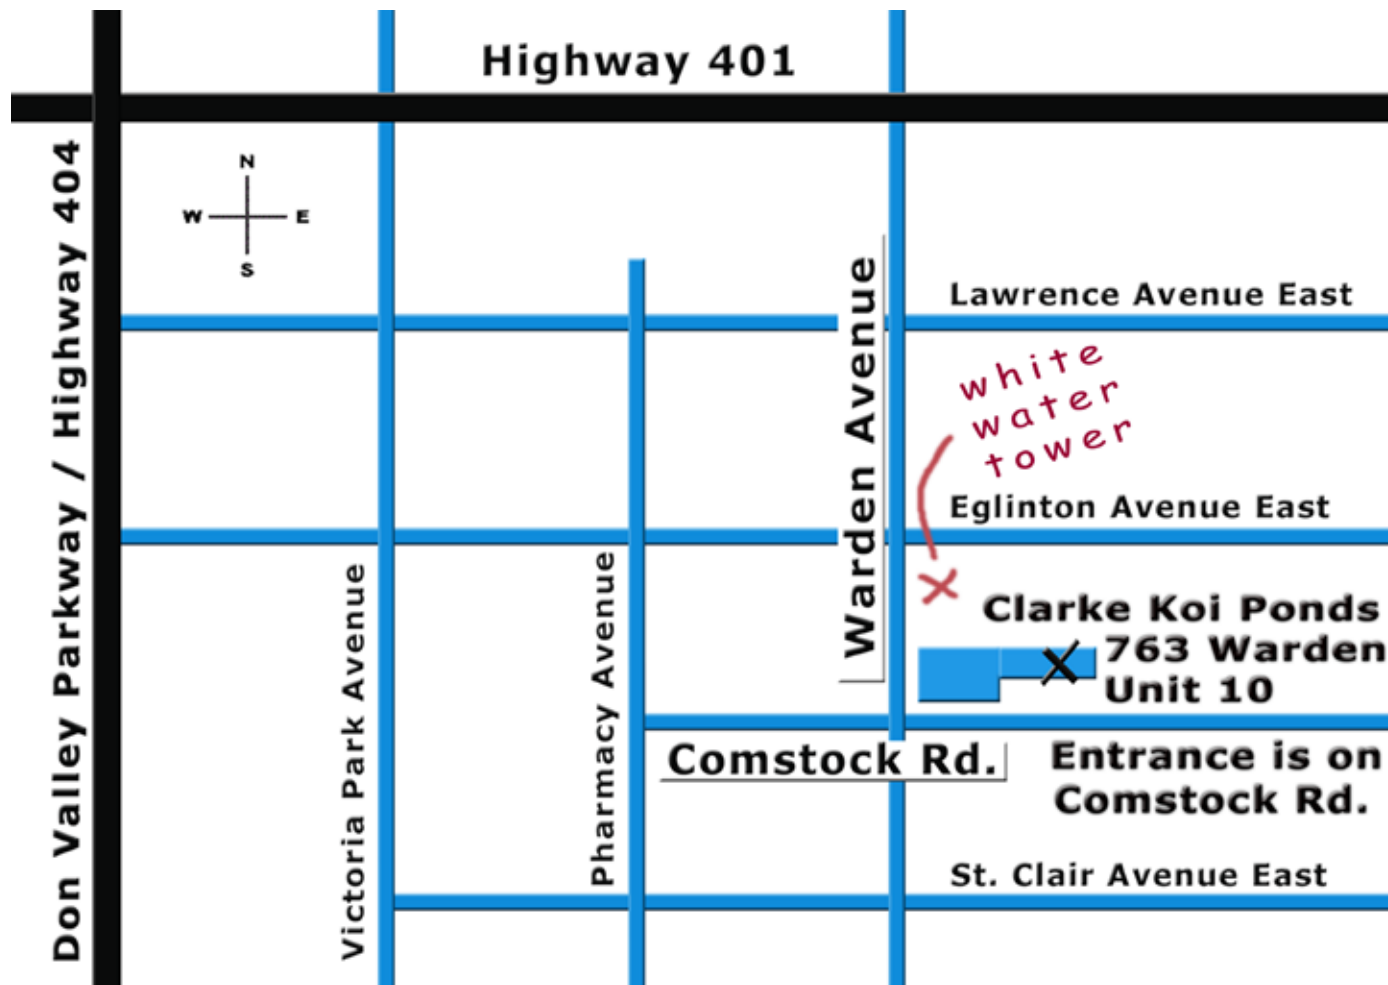 Highway 401
Don Valley Parkway / Highway 404
N
W E
S
Warden Avenue
Lawrence Avenue East
white
water
tower
Eglinton Avenue East
Victoria Park Avenue
Pharmacy Avenue
Clarke Koi Ponds
763 Warden
Unit 10
Comstock Rd.
Entrance is on
Comstock Rd.
St. Clair Avenue East